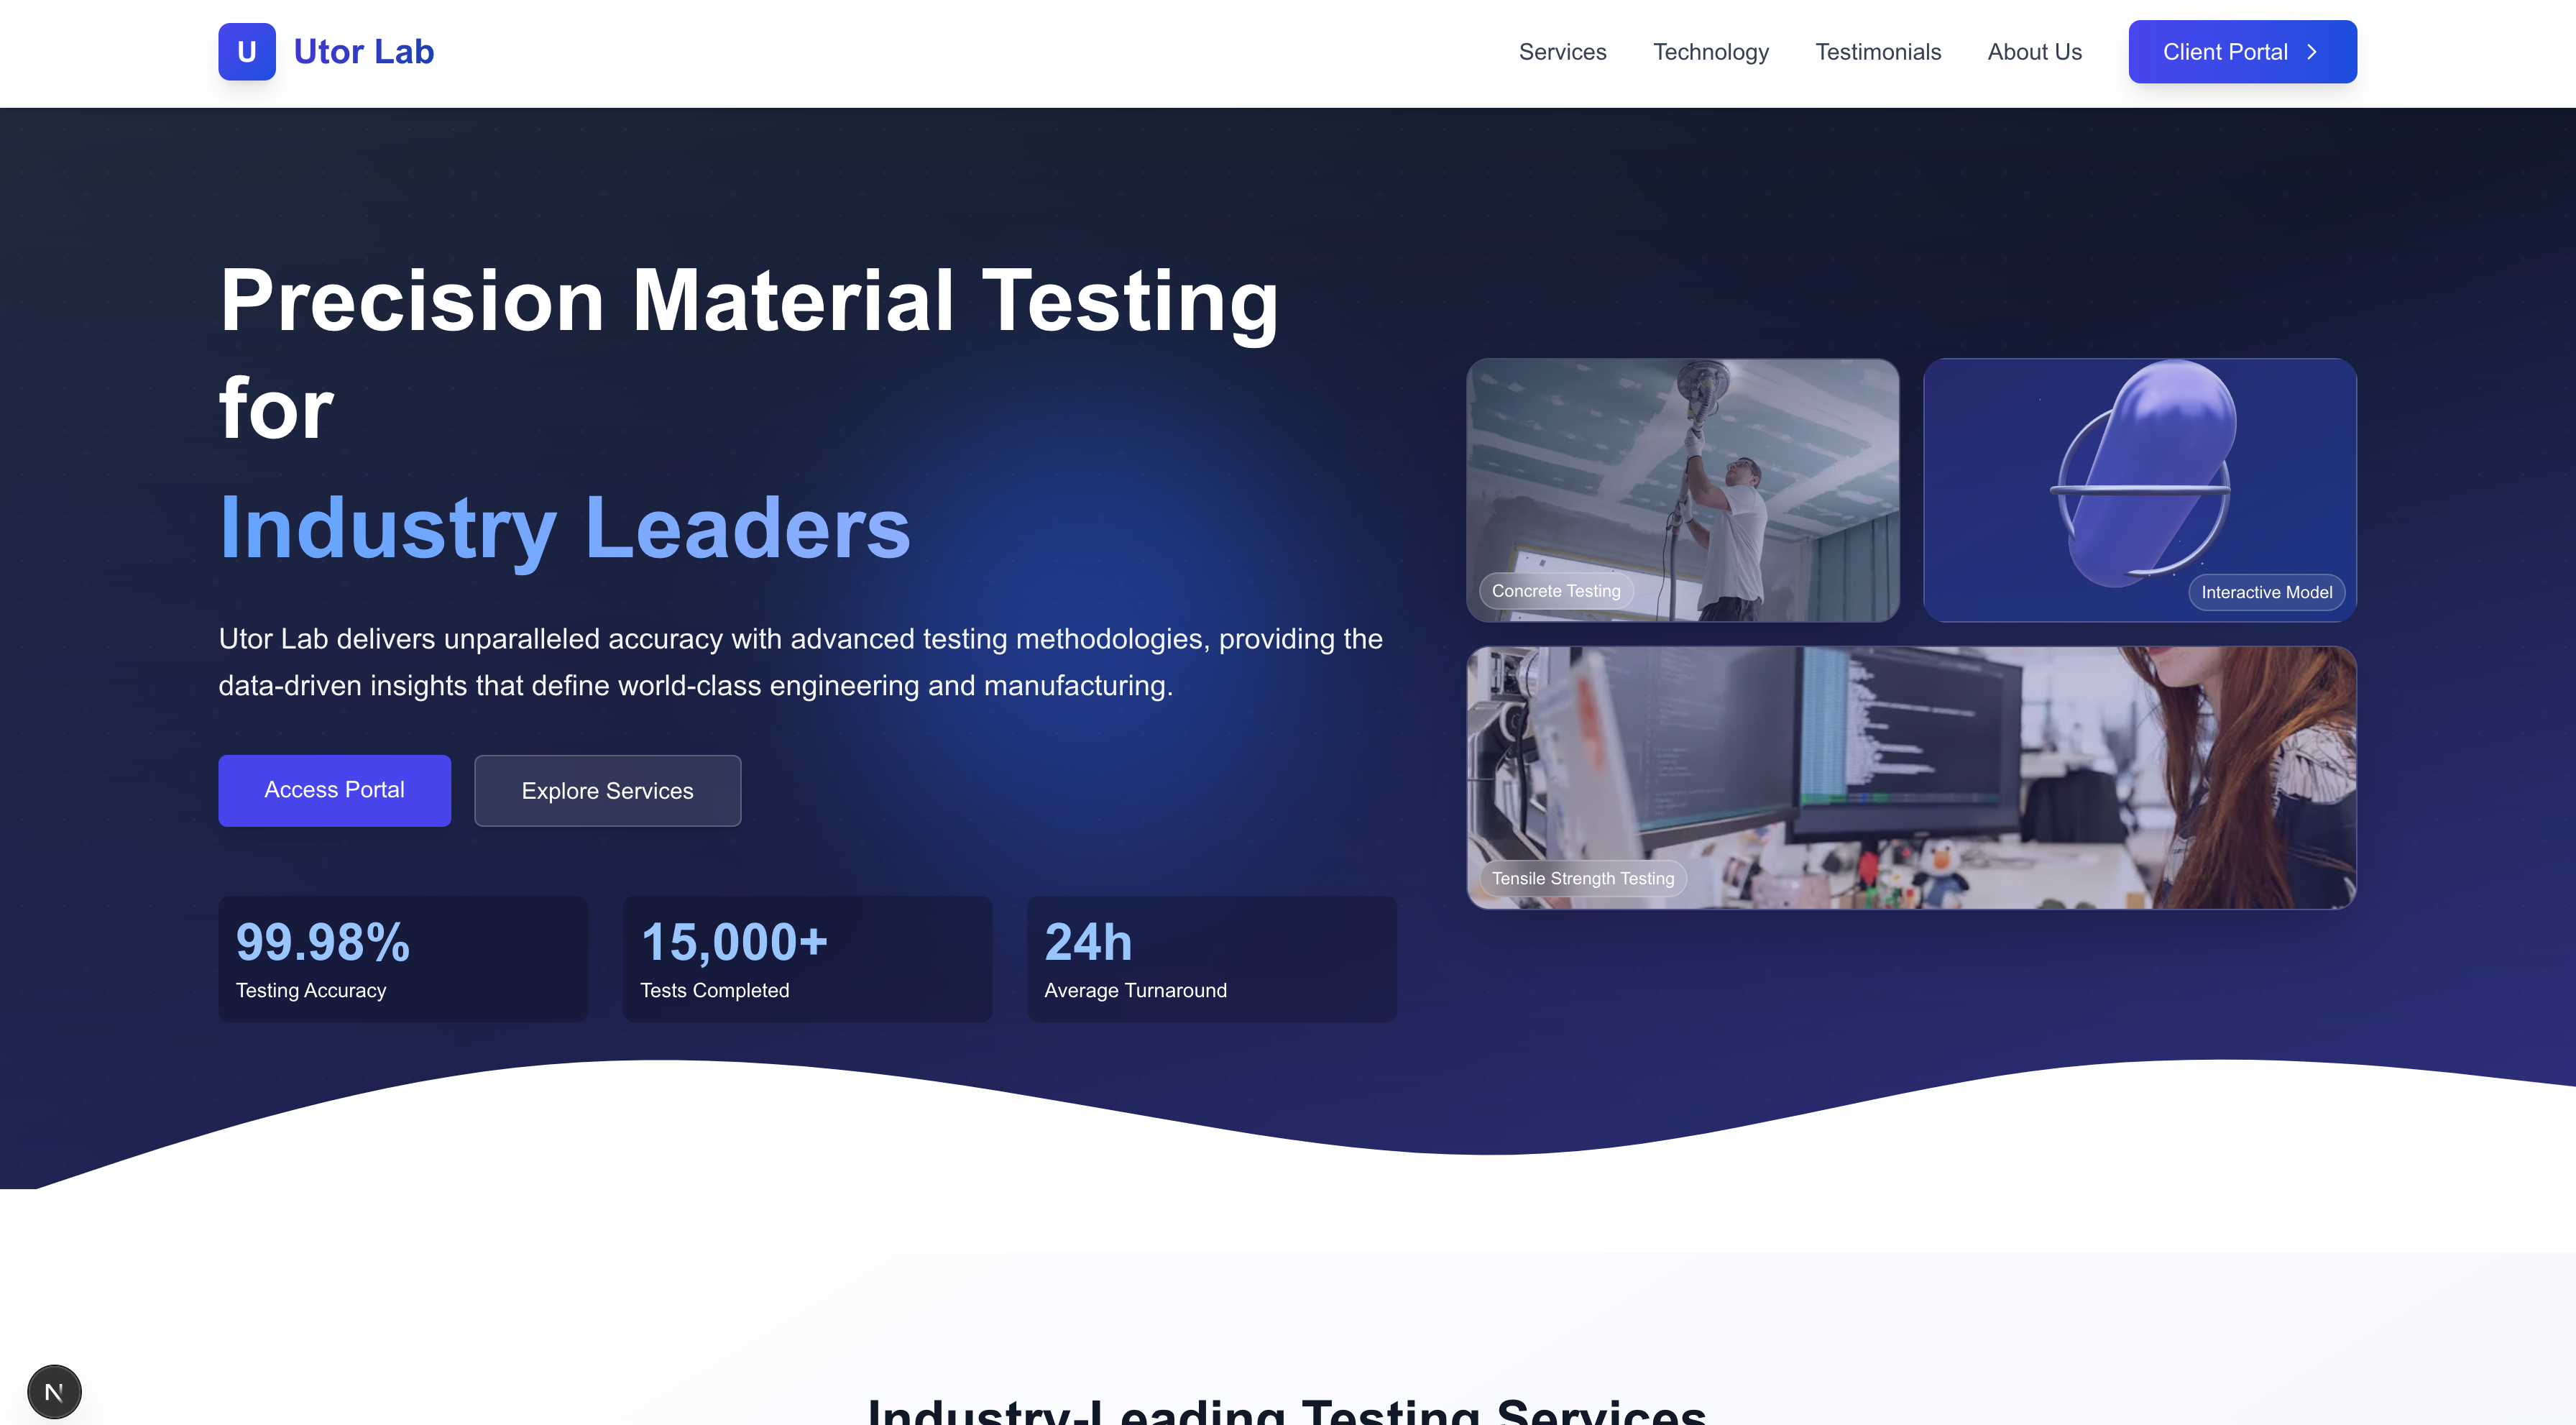 U
Utor Lab
Services
Technology
Testimonials
About Us
Client Portal
Precision Material Testing
for
Industry Leaders
Utor Lab delivers unparalleled accuracy with advanced testing methodologies, providing the
data-driven insights that define world-class engineering and manufacturing.
Access Portal
Explore Services
99.98%
Testing Accuracy
15,000+
Tests Completed
24h
Average Turnaround
Concrete Testing
Interactive Model
Tensile Strength Testing
Industry-Leading Testing Services
N